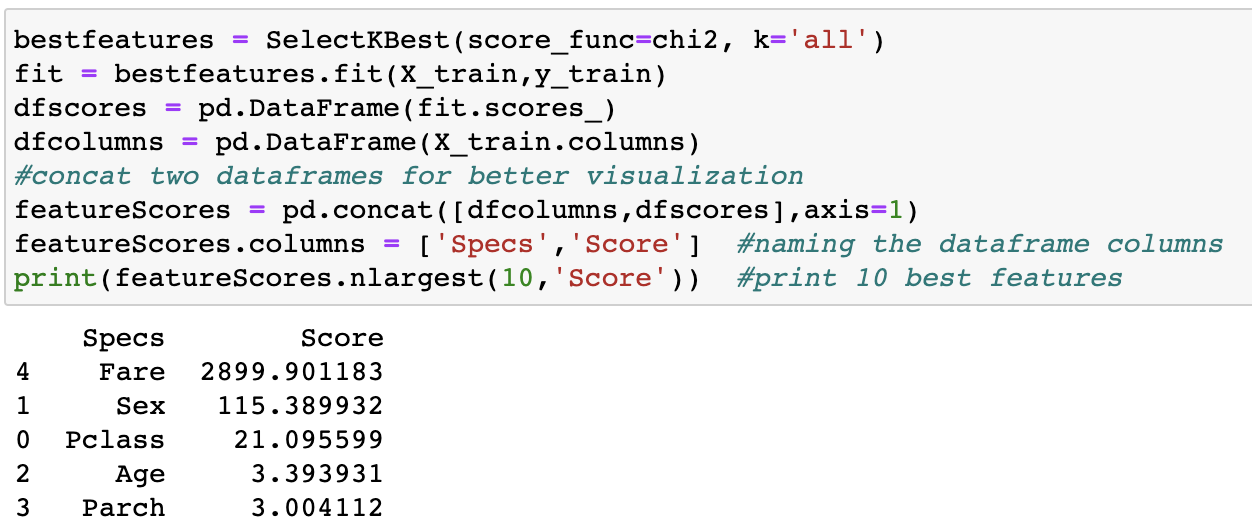 bestfeatures = SelectKBest(score_func=chi2, k='all')
fit = bestfeatures.fit(X_train,y_train)
dfscores = pd.DataFrame(fit.scores_)
dfcolumns = pd.DataFrame(X_train.columns)
#concat two dataframes for better visualization
featureScores = pd.concat([dfcolumns,dfscores],axis=1)
featureScores.columns = ['Specs','Score']  #naming the dataframe columns
print(featureScores.nlargest(10,'Score'))  #print 10 best features
    Specs        Score
4    Fare  2899.901183
1     Sex   115.389932
0  Pclass    21.095599
2     Age     3.393931
3   Parch     3.004112